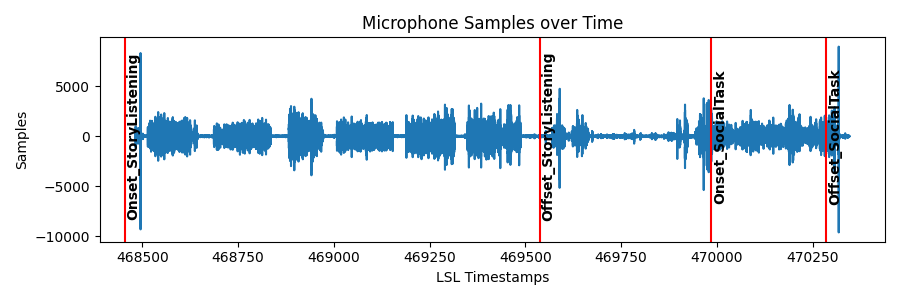 Microphone Samples over Time
Samples
5000
0
−5000
−10000
Onset_StoryListening
Offset_StoryListening
Onset_SocialTask
Offset_SocialTask
468500 468750 469000 469250 469500 469750 470000 470250
LSL Timestamps